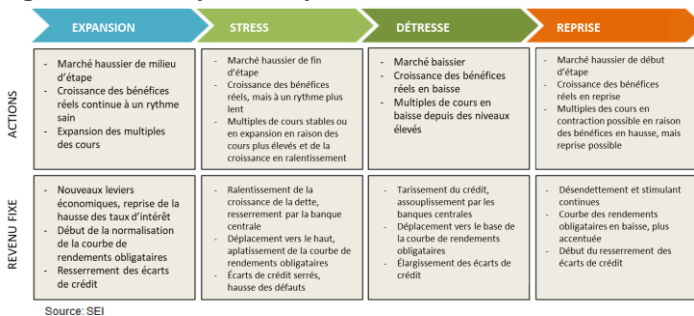 EXPANSION
STRESS
DÉTRESSE
REPRISE
ACTIONS
- Marché haussier de milieu
d'étape
- Croissance des bénéfices
réels continue à un rythme
sain
- Expansion des multiples
des cours
- Marché haussier de fin
d'étape
- Croissance des bénéfices
réels, mais à un rythme plus
lent
- Multiples de cours stables ou
en expansion en raison des
cours plus élevés et de la
croissance en ralentissement
- Marché baissier
- Croissance des bénéfices
réels en baisse
- Multiples de cours en
baisse depuis des niveaux
élevés
- Marché haussier de début
d'étape
- Croissance des bénéfices
réels en reprise
- Multiples des cours en
contraction possible en raison
des bénéfices en hausse, mais
reprise possible
REVENU FIXE
- Nouveaux leviers
économiques, reprise de la
hausse des taux d'intérêt
- Début de la normalisation
de la courbe de
rendements obligataires
- Resserrement des écarts
de crédit
- Ralentissement de la
croissance de la dette,
resserrement par la banque
centrale
- Déplacement vers le haut,
aplatissement de la courbe de
rendements obligataires
- Écarts de crédit serrés,
hausse des défauts
- Tarissement du crédit,
assouplissement par les
banques centrales
- Déplacement vers le base de
la courbe de rendements
obligataires
- Élargissement des écarts de
crédit
- Désendettement et stimulant
continues
- Courbe des rendements
obligataires en baisse, plus
accentuée
- Début du resserrement des
écarts de crédit
Source: SEI